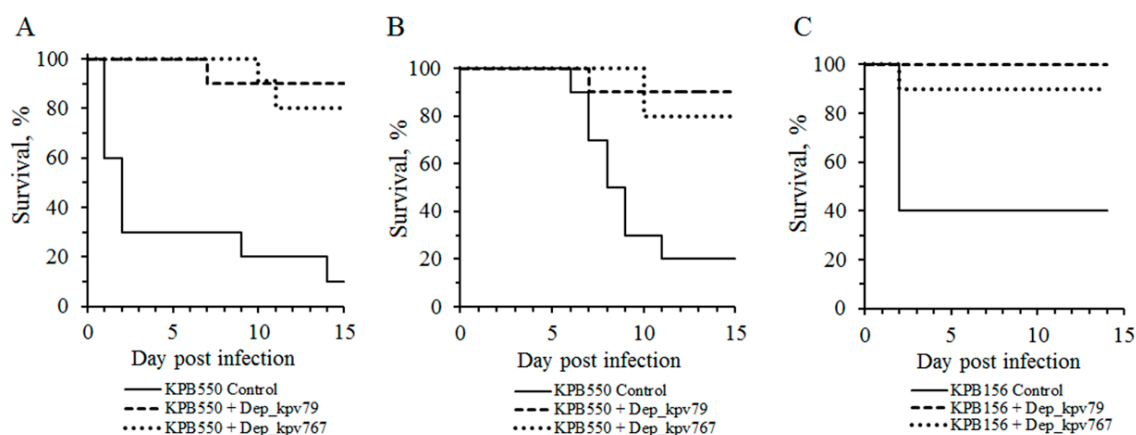 A
Survival, %
100
80
60
40
20
0
0 5 10 15
Day post infection
KPB550 Control
KPB550 + Dep_kpv79
KPB550 + Dep_kpv767
B
Survival, %
100
80
60
40
20
0
0 5 10 15
Day post infection
KPB550 Control
KPB550 + Dep_kpv79
KPB550 + Dep_kpv767
C
Survival, %
100
80
60
40
20
0
0 5 10 15
Day post infection
KPB156 Control
KPB156 + Dep_kpv79
KPB156 + Dep_kpv767